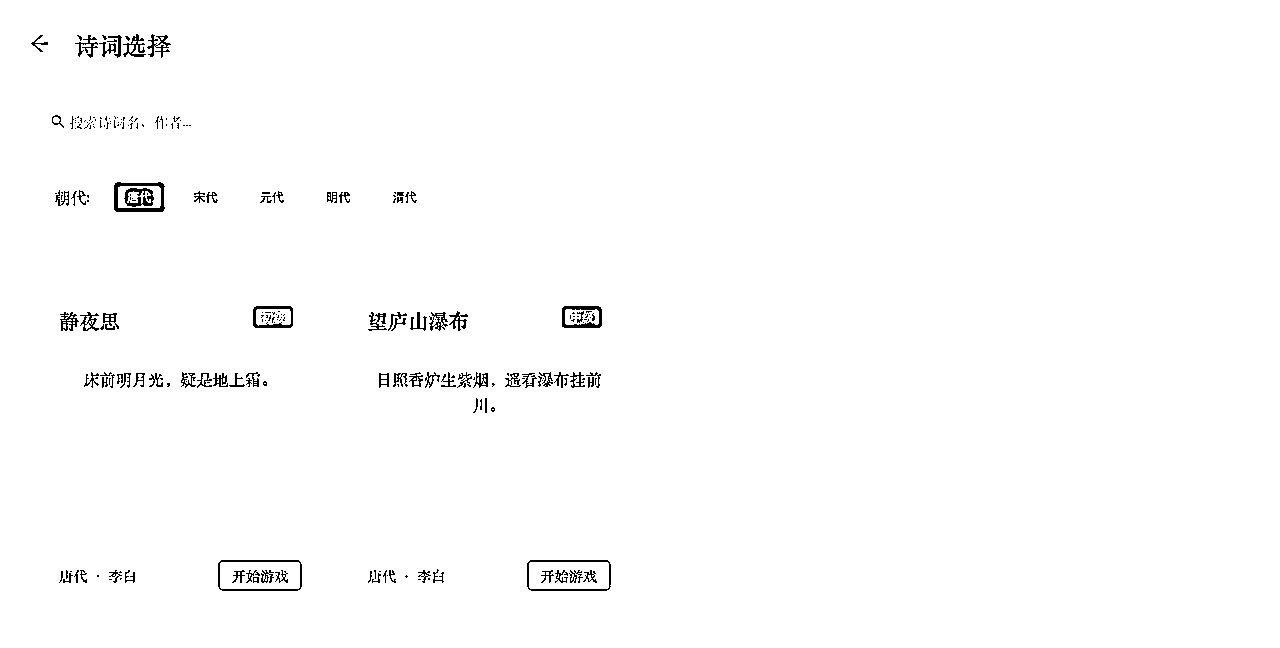 诗词选择
搜索诗词名、作者...
朝代:
唐代
宋代
元代
明代
清代
静夜思
初级
望庐山瀑布
中级
床前明月光，疑是地上霜。
日照香炉生紫烟，遥看瀑布挂前
川。
唐代 · 李白
开始游戏
唐代 · 李白
开始游戏